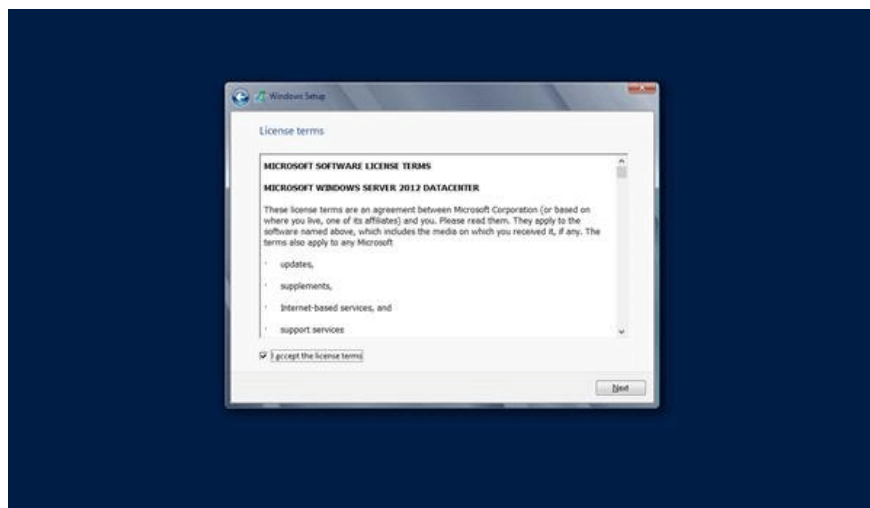 Windows Setup
License terms
MICROSOFT SOFTWARE LICENSE TERMS
MICROSOFT WINDOWS SERVER 2012 DATACENTER
These license terms are an agreement between Microsoft Corporation (or based on
where you live, one of its affiliates) and you. Please read them. They apply to the
software named above, which includes the media on which you received it, if any. The
terms also apply to any Microsoft
· updates,
· supplements,
· Internet-based services, and
· support services
I accept the license terms
Next